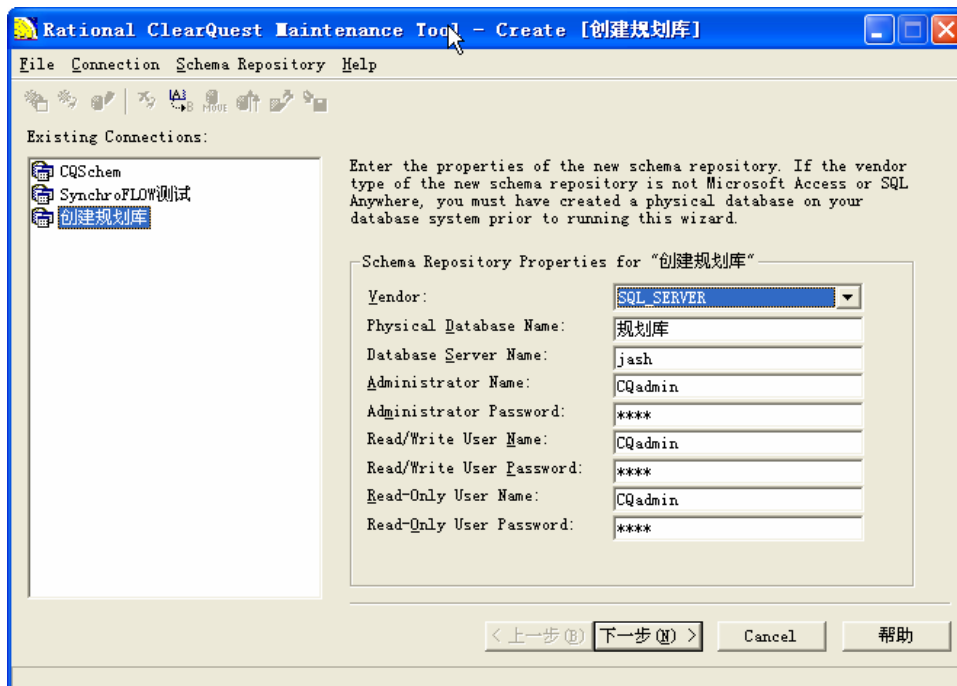 Rational ClearQuest Maintenance Tool - Create [创建规划库]
File Connection Schema Repository Help
A
B
MOVE
Existing Connections:
CQSchem
SynchroFLOW测试
创建规划库
Enter the properties of the new schema repository. If the vendor
type of the new schema repository is not Microsoft Access or SQL
Anywhere, you must have created a physical database on your
database system prior to running this wizard.
Schema Repository Properties for "创建规划库"
Vendor: SQL_SERVER
Physical Database Name: 规划库
Database Server Name: jash
Administrator Name: CQadmin
Administrator Password: ****
Read/Write User Name: CQadmin
Read/Write User Password: ****
Read-Only User Name: CQadmin
Read-Only User Password: ****
< 上一步(B) 下一步(N) > Cancel 帮助